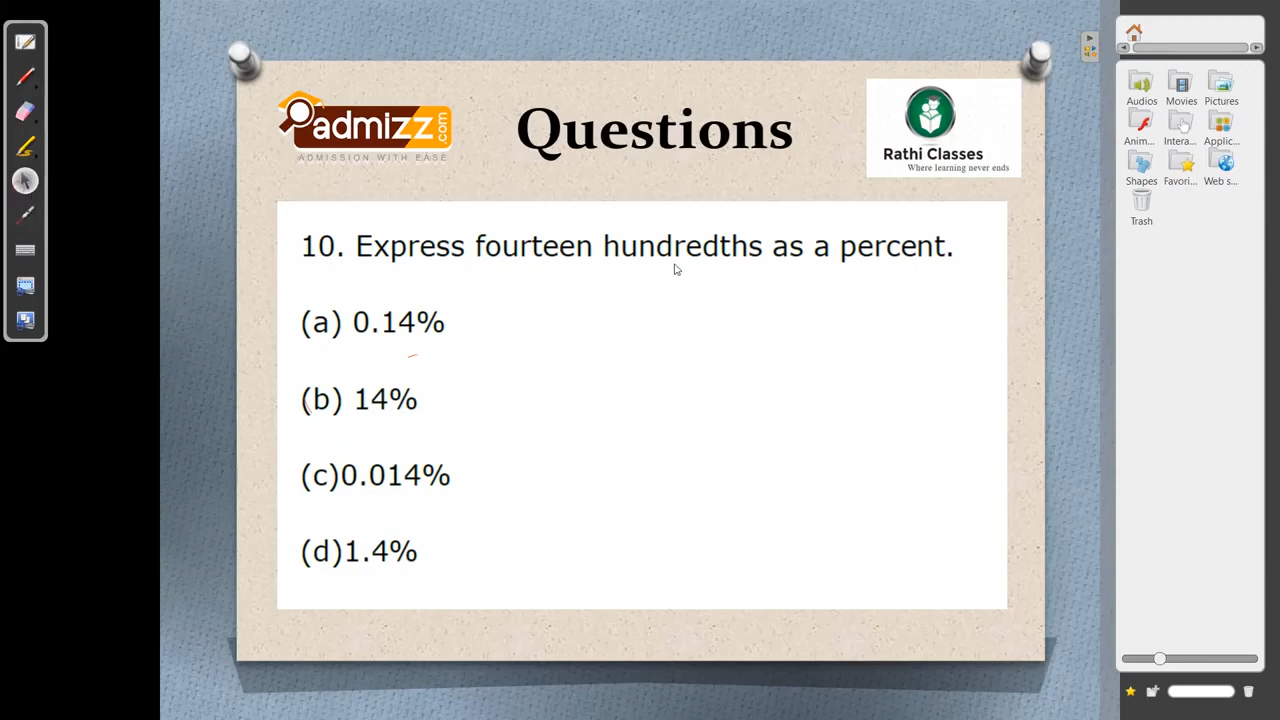 admizz.com
ADMISSION WITH EASE
Questions
Rathi Classes
Where learning never ends
10. Express fourteen hundredths as a percent.
(a) 0.14%
(b) 14%
(c)0.014%
(d)1.4%
Audios Movies Pictures
Anim... Intera... Applic...
Shapes Favori... Web s...
Trash